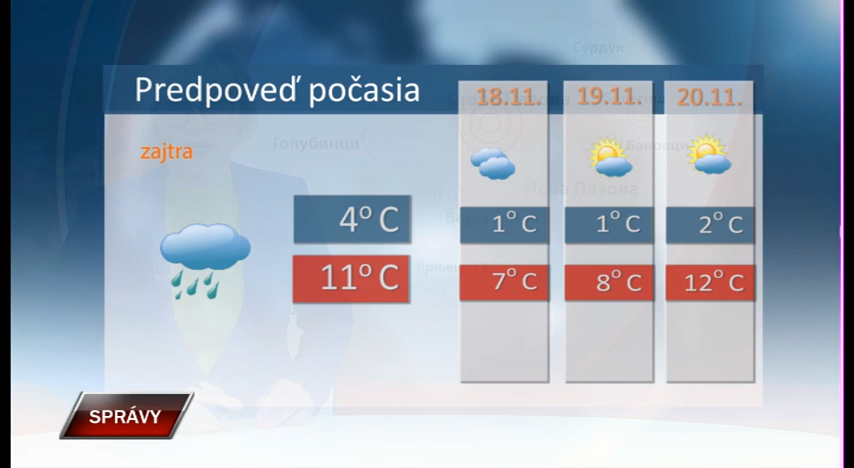 Сурдук
Predpoveď počasia
18.11.
19.11.
20.11.
zajtra
Голубинци
Нова Пазова
4° C
1° C
1° C
2° C
11° C
7° C
8° C
12° C
SPRÁVY